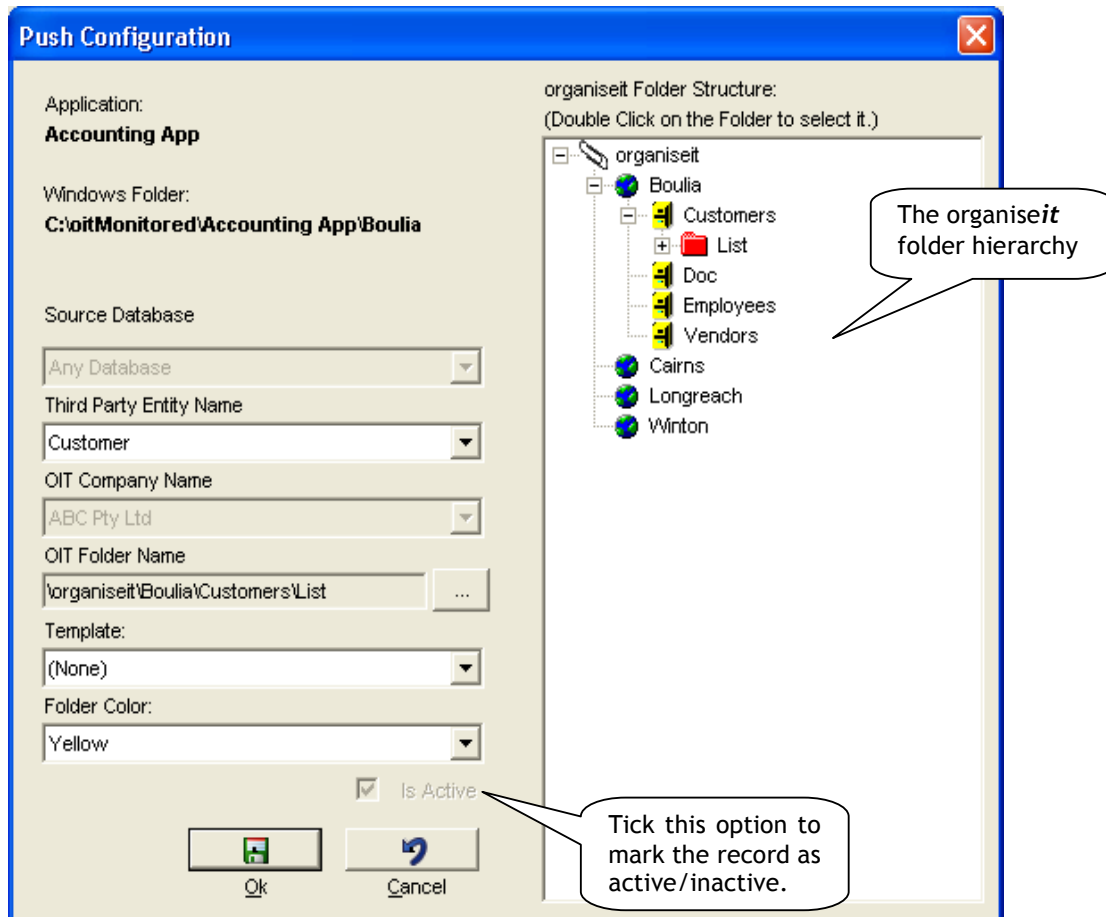 Push Configuration
Application:
Accounting App
Windows Folder:
C:\oitMonitored\Accounting App\Boulia
Source Database
Any Database
Third Party Entity Name
Customer
OIT Company Name
ABC Pty Ltd
OIT Folder Name
\organiseit\Boulia\Customers\List
...
Template:
(None)
Folder Color:
Yellow
Is Active
Ok
Cancel
organiseit Folder Structure:
(Double Click on the Folder to select it.)
organiseit
Boulia
Customers
List
Doc
Employees
Vendors
Cairns
Longreach
Winton
The organiseit
folder hierarchy
Tick this option to
mark the record as
active/inactive.